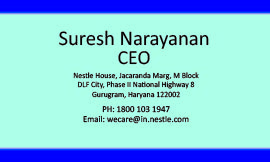 Suresh Narayanan
CEO
Nestle House, Jacaranda Marg, M Block
DLF City, Phase II National Highway 8
Gurugram, Haryana 122002
PH: 1800 103 1947
Email: wecare@in.nestle.com